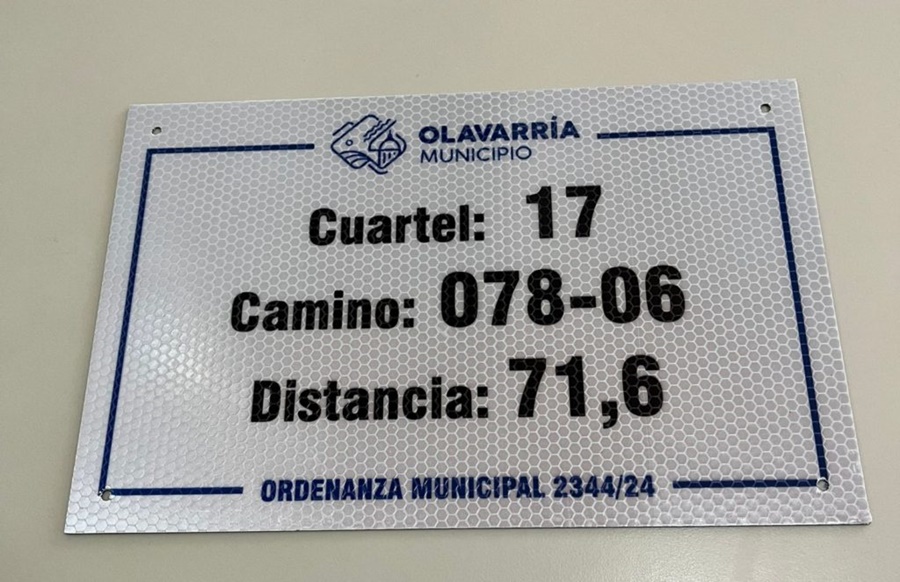 OLAVARRÍA
MUNICIPIO
Cuartel: 17
Camino: 078-06
Distancia: 71,6
ORDENANZA MUNICIPAL 2344/24